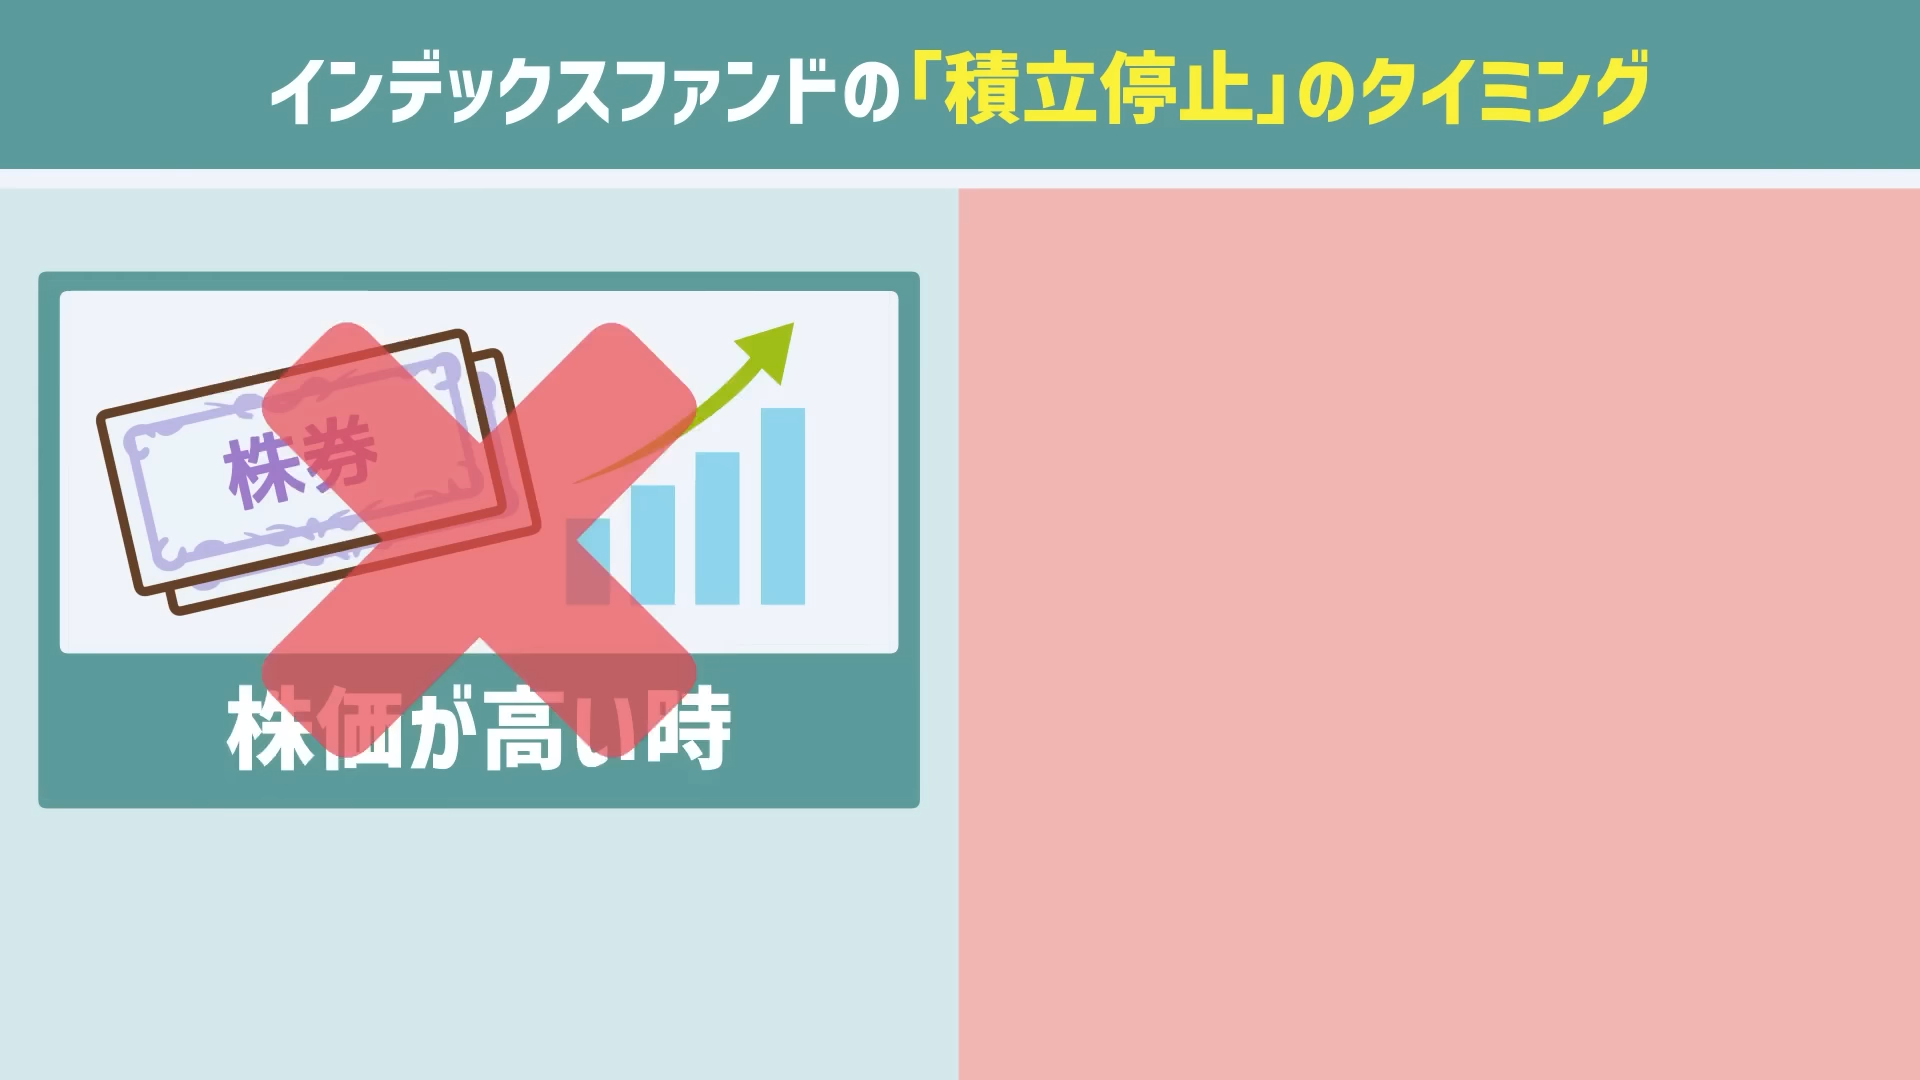 インデックスファンドの「積立停止」のタイミング
株券
株価が高い時